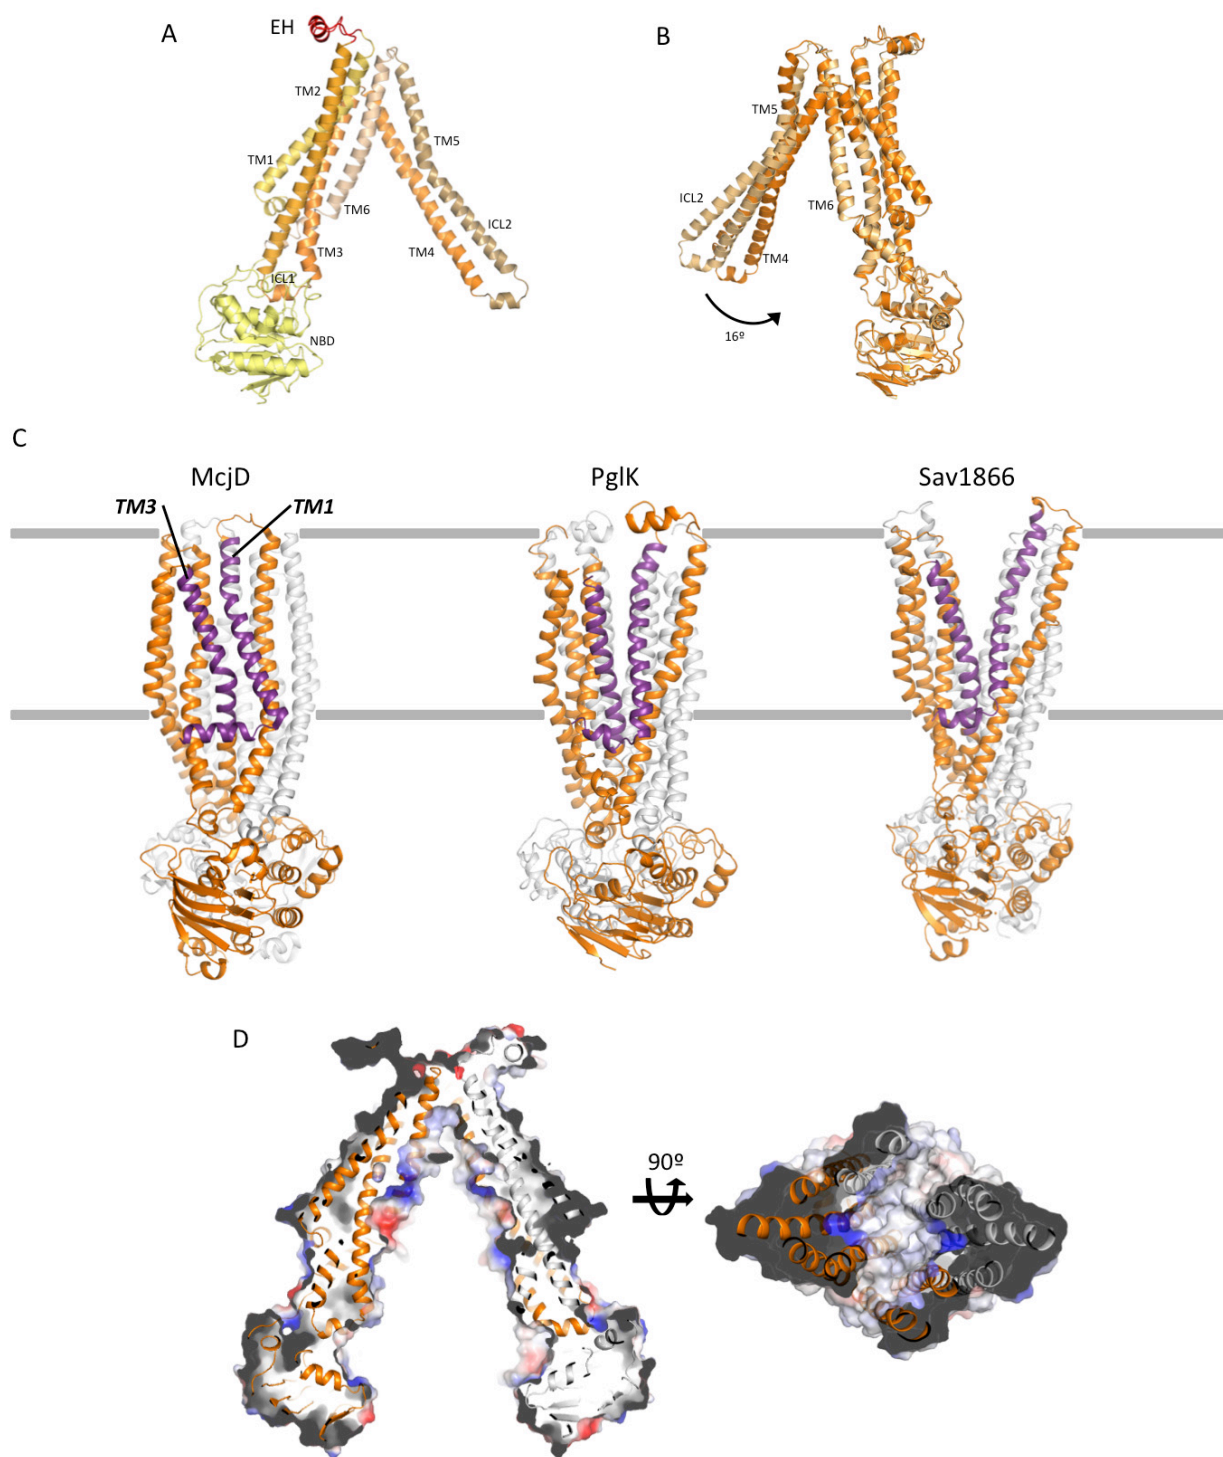 A
EH
TM2
TM1
TM5
TM6
ICL2
TM3
TM4
ICL1
NBD
B
TM5
ICL2
TM6
TM4
16º
C
McjD
PglK
Sav1866
TM3
TM1
D
90º